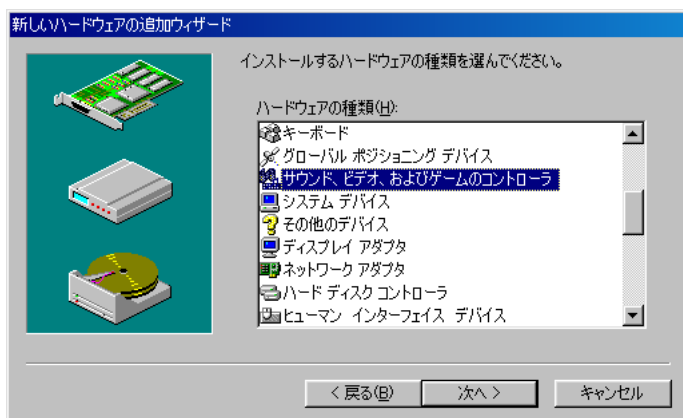 新しいハードウェアの追加ウィザード
インストールするハードウェアの種類を選んでください。
ハードウェアの種類(H):
キーボード
グローバル ポジショニング デバイス
サウンド、ビデオ、およびゲームのコントローラ
システム デバイス
その他のデバイス
ディスプレイ アダプタ
ネットワーク アダプタ
ハード ディスク コントローラ
ヒューマン インターフェイス デバイス
< 戻る(B) 次へ > キャンセル